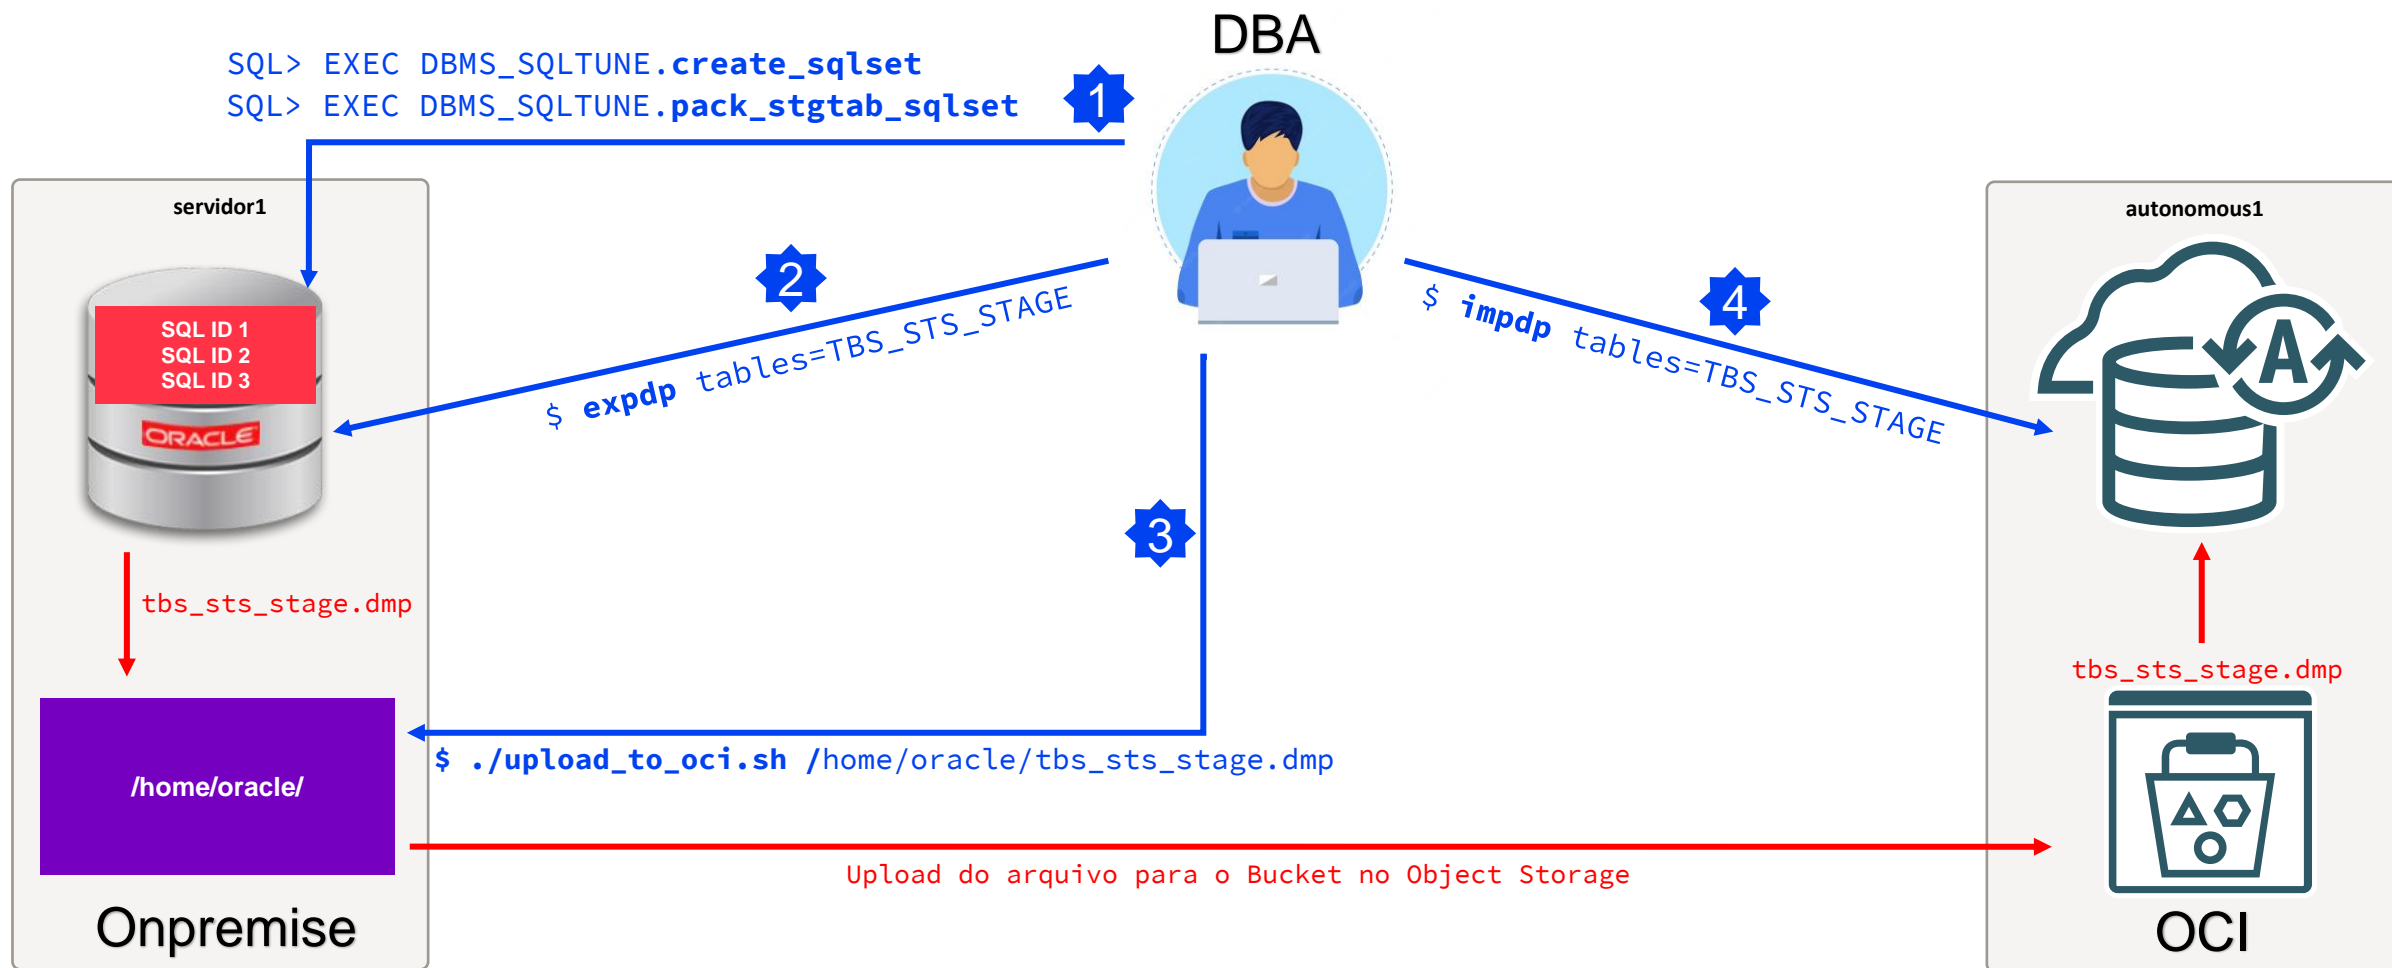 DBA
SQL> EXEC DBMS_SQLTUNE.create_sqlset
SQL> EXEC DBMS_SQLTUNE.pack_stgtab_sqlset
1
servidor1
autonomous1
2
$ expdp tables=TBS_STS_STAGE
4
$ impdp tables=TBS_STS_STAGE
SQL ID 1
SQL ID 2
SQL ID 3
ORACLE
A
3
tbs_sts_stage.dmp
tbs_sts_stage.dmp
$ ./upload_to_oci.sh /home/oracle/tbs_sts_stage.dmp
/home/oracle/
Upload do arquivo para o Bucket no Object Storage
Onpremise
OCI